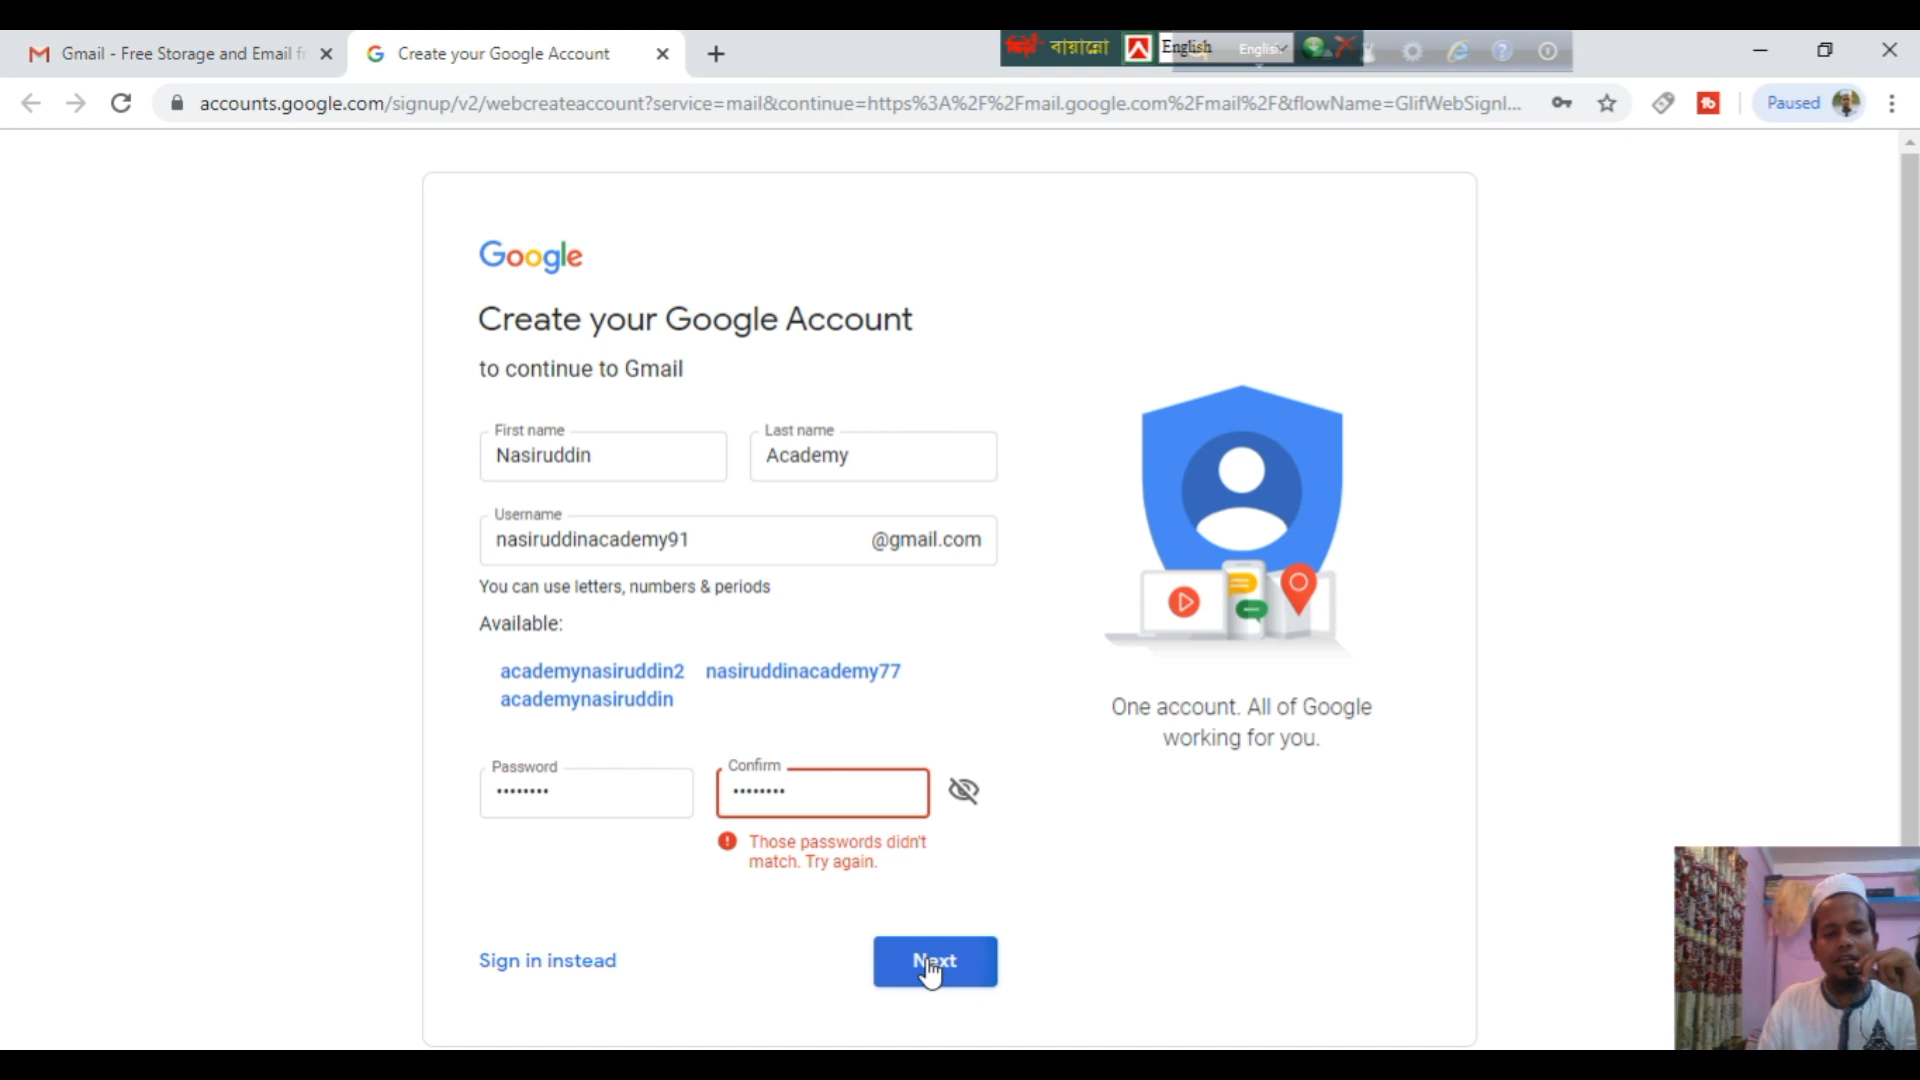 Gmail - Free Storage and Email fr
Create your Google Account
বায়ান্নো
English
English
accounts.google.com/signup/v2/webcreateaccount?service=mail&continue=https%3A%2F%2Fmail.google.com%2Fmail%2F&flowName=GlifWebSignI...
Paused
Google
Create your Google Account
to continue to Gmail
First name
Last name
Nasiruddin
Academy
Username
nasiruddinacademy91
@gmail.com
You can use letters, numbers & periods
Available:
academynasiruddin2 nasiruddinacademy77
academynasiruddin
One account. All of Google
working for you.
Password
Confirm
••••••••
••••••••
Those passwords didn't
match. Try again.
Sign in instead
Next